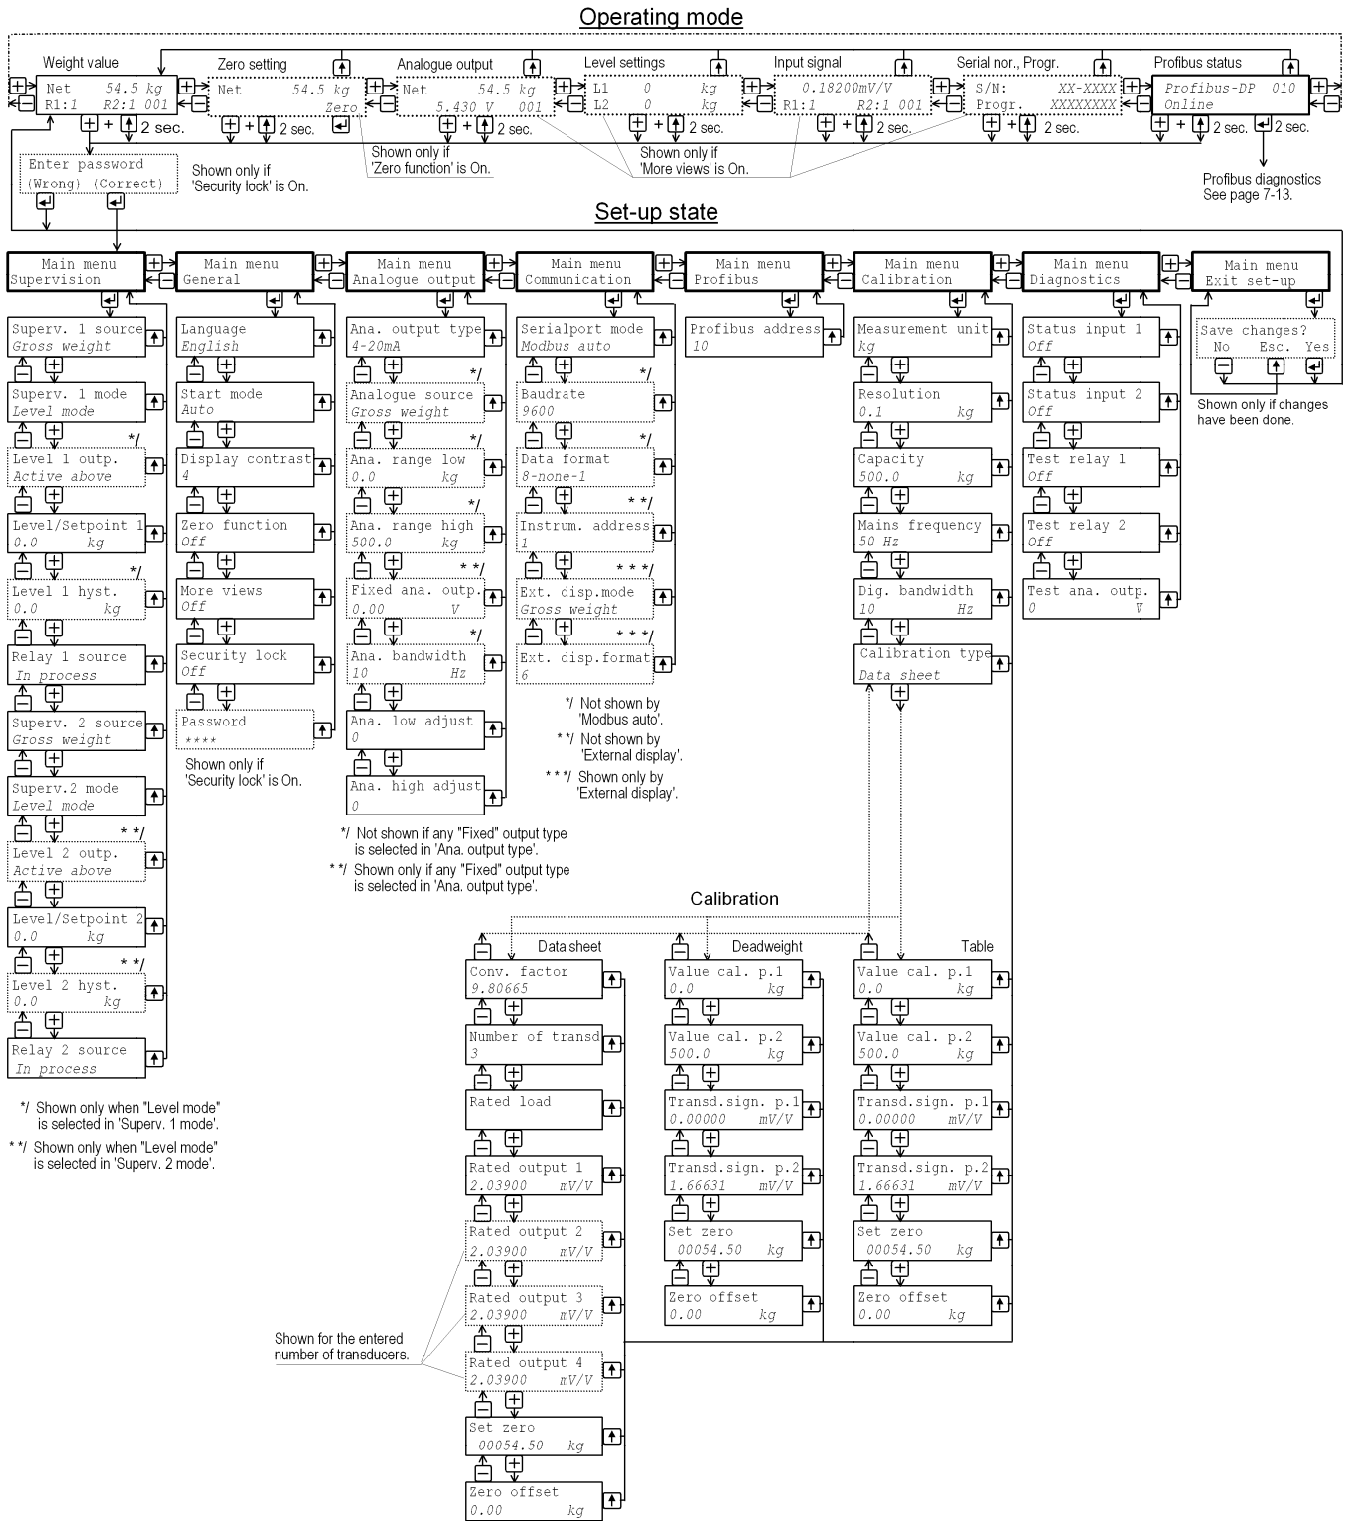 Operating mode
Weight value
Zero setting
Analogue output
Level settings
Input signal
Serial nor., Progr.
Profibus status
Net 54.5 kg
R1:1 R2:1 001
Net 54.5 kg
Zero
Net 54.5 kg
5.430 V 001
L1 0 kg
L2 0 kg
0.18200mV/V
R1:1 R2:1 001
S/N: XX-XXXX
Progr. XXXXXXXX
Profibus-DP 010
Online
+ 2 sec.
+ 2 sec.
+ 2 sec.
+ 2 sec.
+ 2 sec.
+ 2 sec.
+ 2 sec.
2 sec.
Enter password
(Wrong) (Correct)
Shown only if
'Security lock' is On.
Shown only if
'Zero function' is On.
Shown only if
'More views is On.
Profibus diagnostics
See page 7-13.
Set-up state
Main menu
Supervision
Main menu
General
Main menu
Analogue output
Main menu
Communication
Main menu
Profibus
Main menu
Calibration
Main menu
Diagnostics
Main menu
Exit set-up
Superv. 1 source
Gross weight
Superv. 1 mode
Level mode
*/
Level 1 outp.
Active above
Level/Setpoint 1
0.0 kg
*/
Level 1 hyst.
0.0 kg
Relay 1 source
In process
Superv. 2 source
Gross weight
Superv.2 mode
Level mode
* */
Level 2 outp.
Active above
Level/Setpoint 2
0.0 kg
* */
Level 2 hyst.
0.0 kg
Relay 2 source
In process
*/ Shown only when "Level mode"
is selected in 'Superv. 1 mode'.
* */ Shown only when "Level mode"
is selected in 'Superv. 2 mode'.
Language
English
Start mode
Auto
Display contrast
4
Zero function
Off
More views
Off
Security lock
Off
Password
****
Shown only if
'Security lock' is On.
Ana. output type
4-20mA
*/
Analogue source
Gross weight
*/
Ana. range low
0.0 kg
*/
Ana. range high
500.0 kg
* */
Fixed ana. outp.
0.00 V
*/
Ana. bandwidth
10 Hz
Ana. low adjust
0
Ana. high adjust
0
*/ Not shown if any "Fixed" output type
is selected in 'Ana. output type'.
* */ Shown only if any "Fixed" output type
is selected in 'Ana. output type'.
Serialport mode
Modbus auto
*/
Baudrate
9600
*/
Data format
8-none-1
* */
Instrum. address
1
* * */
Ext. cisp.mode
Gross weight
* * */
Ext. cisp.format
6
*/ Not shown by
'Modbus auto'.
* */ Not shown by
'External display'.
* * */ Shown only by
'External display'.
Profibus address
10
Measurement unit
kg
Resolution
0.1 kg
Capacity
500.0 kg
Mains frequency
50 Hz
Dig. bandwidth
10 Hz
Calibration type
Data sheet
Status input 1
Off
Status input 2
Off
Test relay 1
Off
Test relay 2
Off
Test ana. outp.
0 V
Save changes?
No Esc. Yes
Shown only if changes
have been done.
Calibration
Data sheet
Conv. factor
9.80665
Number of transd
3
Rated load
Rated output 1
2.03900 mV/V
Rated output 2
2.03900 mV/V
Rated output 3
2.03900 mV/V
Rated output 4
2.03900 mV/V
Set zero
00054.50 kg
Zero offset
0.00 kg
Shown for the entered
number of transducers.
Deadweight
Value cal. p.1
0.0 kg
Value cal. p.2
500.0 kg
Transd.sign. p.1
0.00000 mV/V
Transd.sign. p.2
1.66631 mV/V
Set zero
00054.50 kg
Zero offset
0.00 kg
Table
Value cal. p.1
0.0 kg
Value cal. p.2
500.0 kg
Transd.sign. p.1
0.00000 mV/V
Transd.sign. p.2
1.66631 mV/V
Set zero
00054.50 kg
Zero offset
0.00 kg